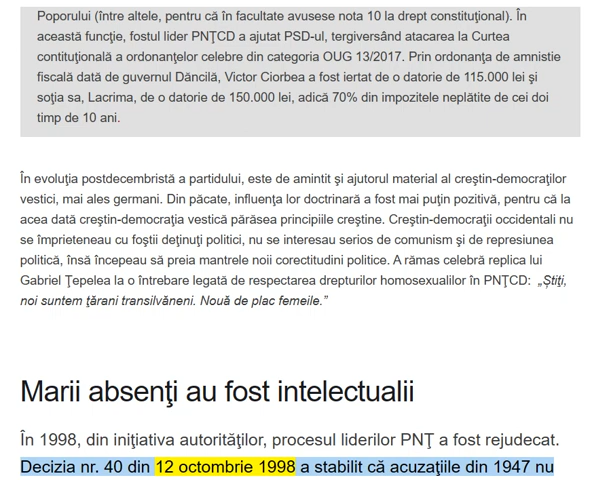 Poporului (între altele, pentru că în facultate avusese nota 10 la drept constituţional). În
această funcţie, fostul lider PNŢCD a ajutat PSD-ul, tergiversând atacarea la Curtea
contituţională a ordonanţelor celebre din categoria OUG 13/2017. Prin ordonanţa de amnistie
fiscală dată de guvernul Dăncilă, Victor Ciorbea a fost iertat de o datorie de 115.000 lei şi
soţia sa, Lacrima, de o datorie de 150.000 lei, adică 70% din impozitele neplătite de cei doi
timp de 10 ani.
În evoluţia postdecembristă a partidului, este de amintit şi ajutorul material al creştin-democraţilor
vestici, mai ales germani. Din păcate, influenţa lor doctrinară a fost mai puţin pozitivă, pentru că la
acea dată creştin-democraţia vestică părăsea principiile creştine. Creştin-democraţii occidentali nu
se împrieteneau cu foştii deţinuţi politici, nu se interesau serios de comunism şi de represiunea
politică, însă începeau să preia mantrele noii corectitudini politice. A rămas celebră replica lui
Gabriel Ţepelea la o întrebare legată de respectarea drepturilor homosexualilor în PNŢCD: „Ştiţi,
noi suntem ţărani transilvăneni. Nouă de plac femeile.”
Marii absenţi au fost intelectualii
În 1998, din iniţiativa autorităţilor, procesul liderilor PNŢ a fost rejudecat.
Decizia nr. 40 din 12 octombrie 1998 a stabilit că acuzaţiile din 1947 nu